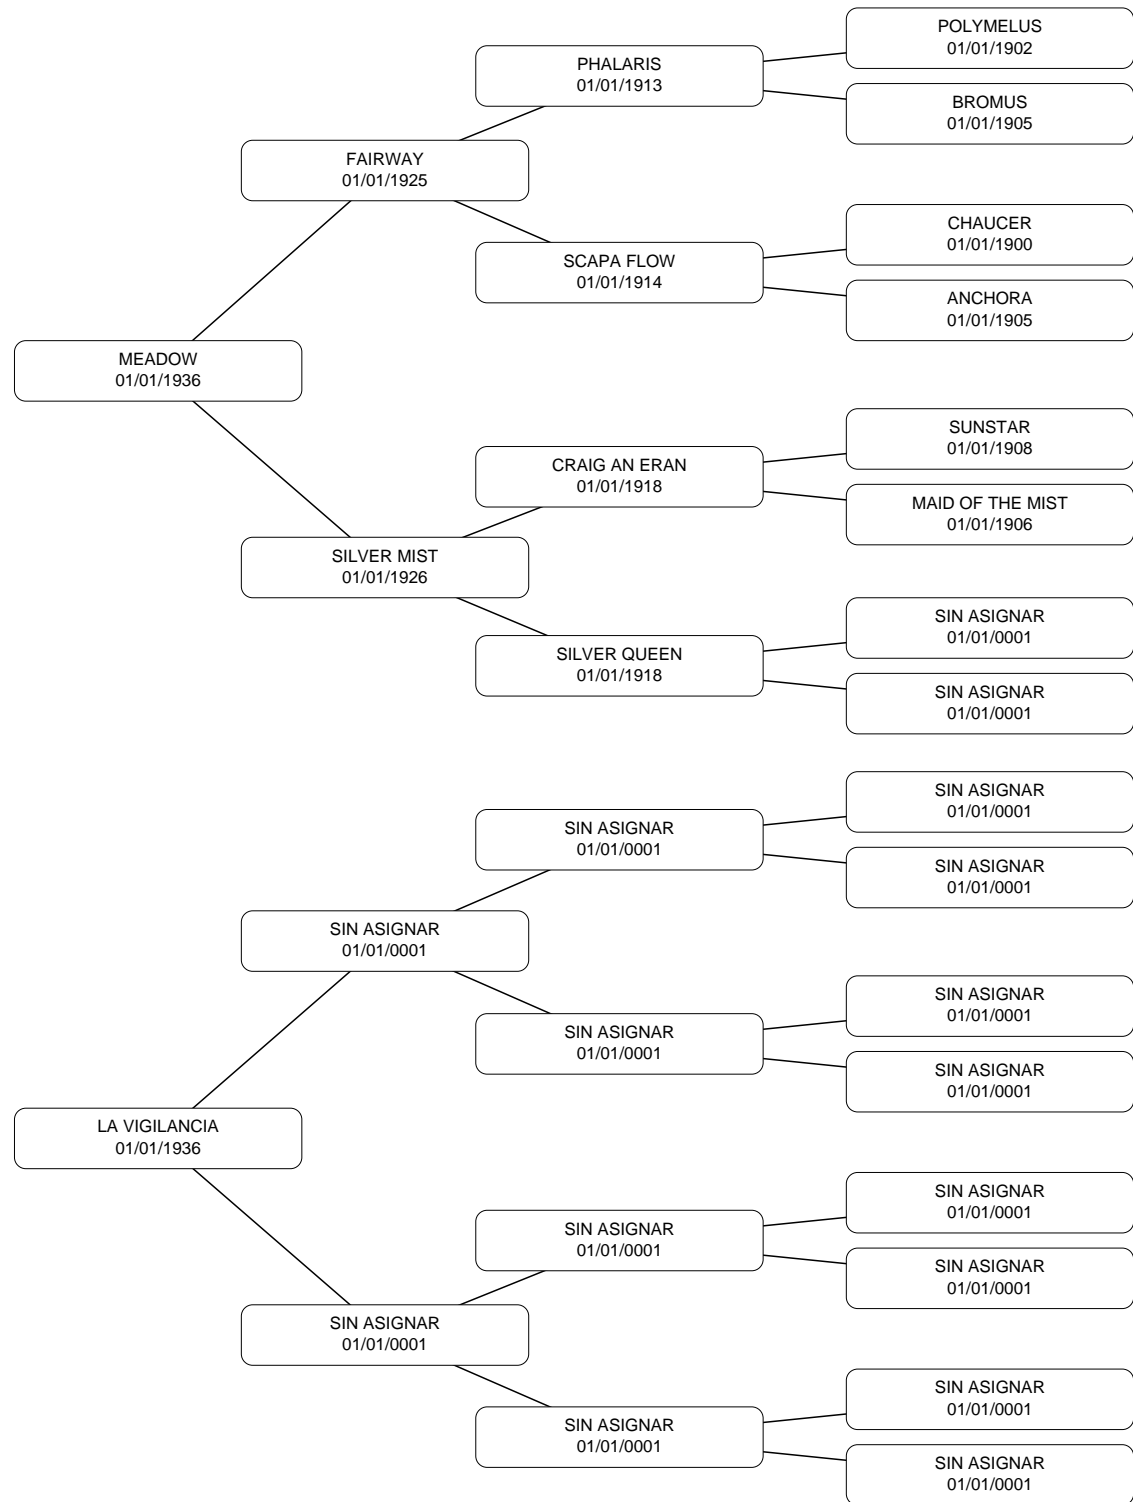 POLYMELUS
01/01/1902
PHALARIS
01/01/1913
BROMUS
01/01/1905
FAIRWAY
01/01/1925
CHAUCER
01/01/1900
SCAPA FLOW
01/01/1914
ANCHORA
01/01/1905
MEADOW
01/01/1936
SUNSTAR
01/01/1908
CRAIG AN ERAN
01/01/1918
MAID OF THE MIST
01/01/1906
SILVER MIST
01/01/1926
SIN ASIGNAR
01/01/0001
SILVER QUEEN
01/01/1918
SIN ASIGNAR
01/01/0001
SIN ASIGNAR
01/01/0001
SIN ASIGNAR
01/01/0001
SIN ASIGNAR
01/01/0001
SIN ASIGNAR
01/01/0001
SIN ASIGNAR
01/01/0001
SIN ASIGNAR
01/01/0001
SIN ASIGNAR
01/01/0001
LA VIGILANCIA
01/01/1936
SIN ASIGNAR
01/01/0001
SIN ASIGNAR
01/01/0001
SIN ASIGNAR
01/01/0001
SIN ASIGNAR
01/01/0001
SIN ASIGNAR
01/01/0001
SIN ASIGNAR
01/01/0001
SIN ASIGNAR
01/01/0001